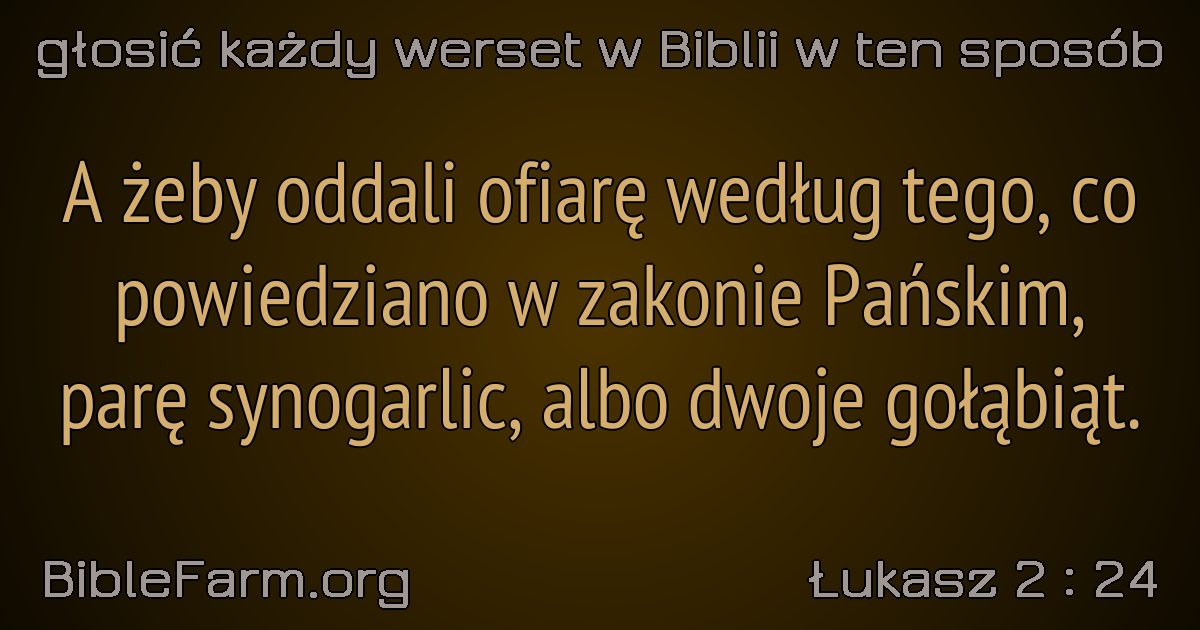 głosić każdy werset w Biblii w ten sposób
A żeby oddali ofiarę według tego, co
powiedziano w zakonie Pańskim,
parę synogarlic, albo dwoje gołąbiąt.
BibleFarm.org
Łukasz 2 : 24